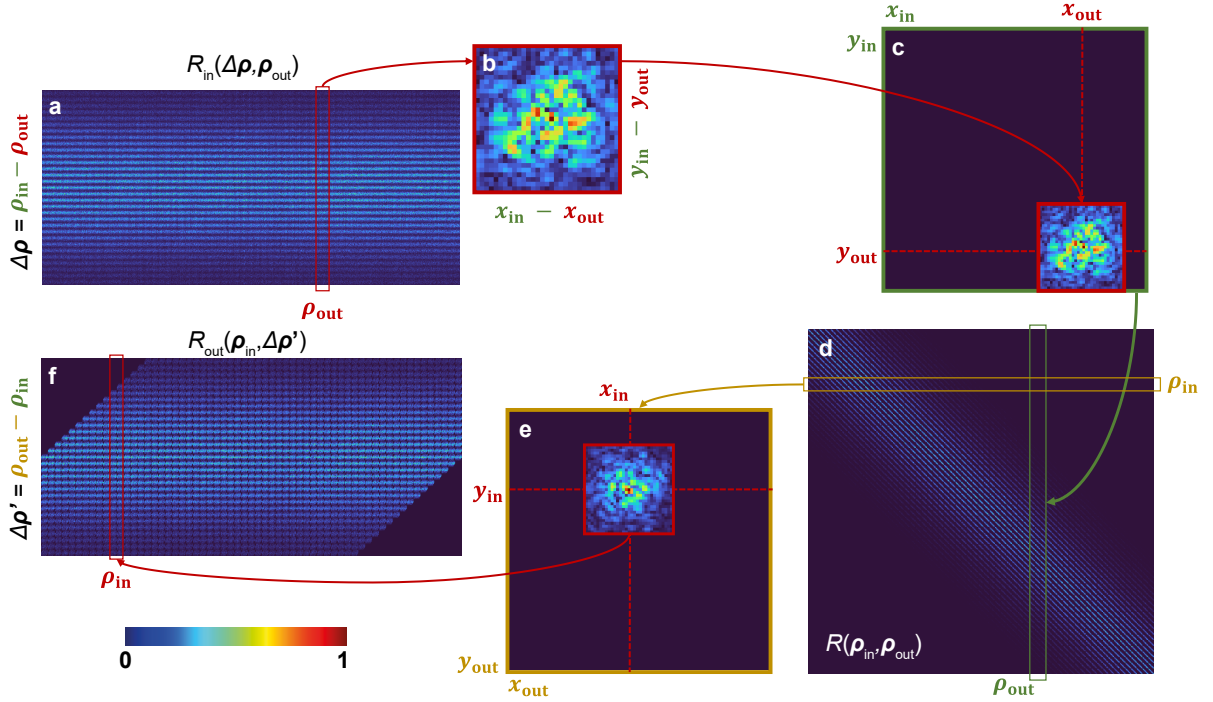 a
R_in(Δρ,ρ_out)
Δρ = ρ_in − ρ_out
ρ_out
b
x_in − x_out
y_in − y_out
c
x_in
x_out
y_in
y_out
d
ρ_in
R(ρ_in,ρ_out)
ρ_out
e
x_in
y_in
y_out
x_out
f
R_out(ρ_in,Δρ')
Δρ' = ρ_out − ρ_in
ρ_in
0
1